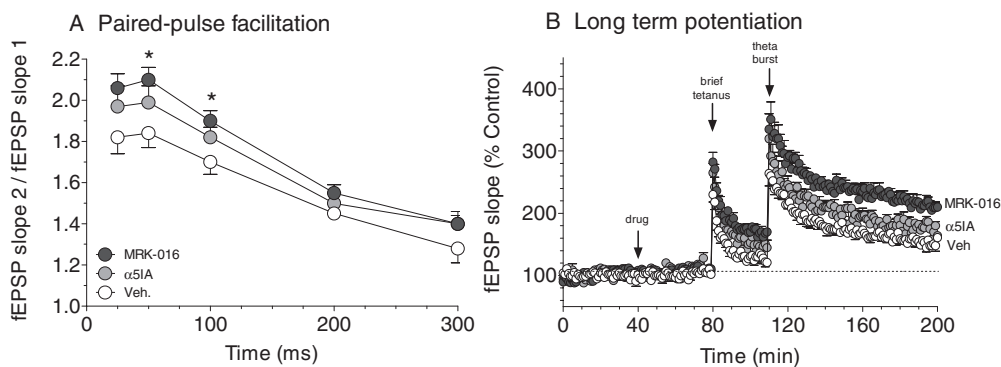 A Paired-pulse facilitation
fEPSP slope 2 / fEPSP slope 1
2.2
2.0
1.8
1.6
1.4
1.2
1.0
*
*
MRK-016
α5IA
Veh.
0
100
200
300
Time (ms)
B Long term potentiation
fEPSP slope (% Control)
400
300
200
100
drug
brief
tetanus
theta
burst
MRK-016
α5IA
Veh
0
40
80
120
160
200
Time (min)